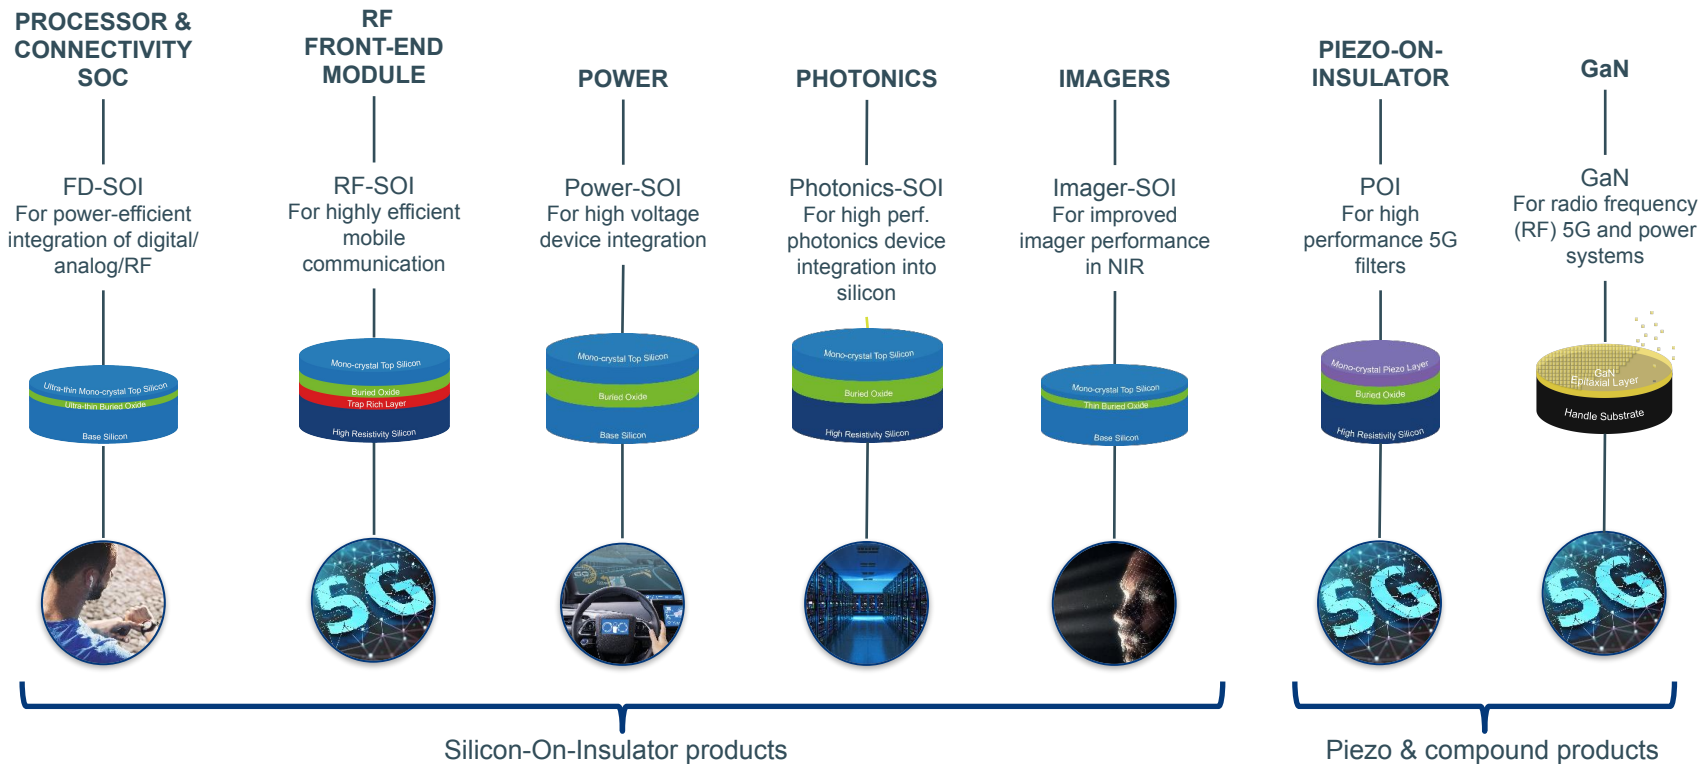 PROCESSOR &
CONNECTIVITY
SOC
FD-SOI
For power-efficient
integration of digital/
analog/RF
Ultra-thin Mono-crystal Top Silicon
Ultra-thin Buried Oxide
Base Silicon
RF
FRONT-END
MODULE
RF-SOI
For highly efficient
mobile
communication
Mono-crystal Top Silicon
Buried Oxide
Trap Rich Layer
High Resistivity Silicon
5G
POWER
Power-SOI
For high voltage
device integration
Mono-crystal Top Silicon
Buried Oxide
Base Silicon
PHOTONICS
Photonics-SOI
For high perf.
photonics device
integration into
silicon
Mono-crystal Top Silicon
Buried Oxide
High Resistivity Silicon
IMAGERS
Imager-SOI
For improved
imager performance
in NIR
Mono-crystal Top Silicon
Thin Buried Oxide
Base Silicon
Silicon-On-Insulator products
PIEZO-ON-
INSULATOR
POI
For high
performance 5G
filters
Mono-crystal Piezo Layer
Buried Oxide
High Resistivity Silicon
5G
GaN
GaN
For radio frequency
(RF) 5G and power
systems
GaN
Epitaxial Layer
Handle Substrate
5G
Piezo & compound products